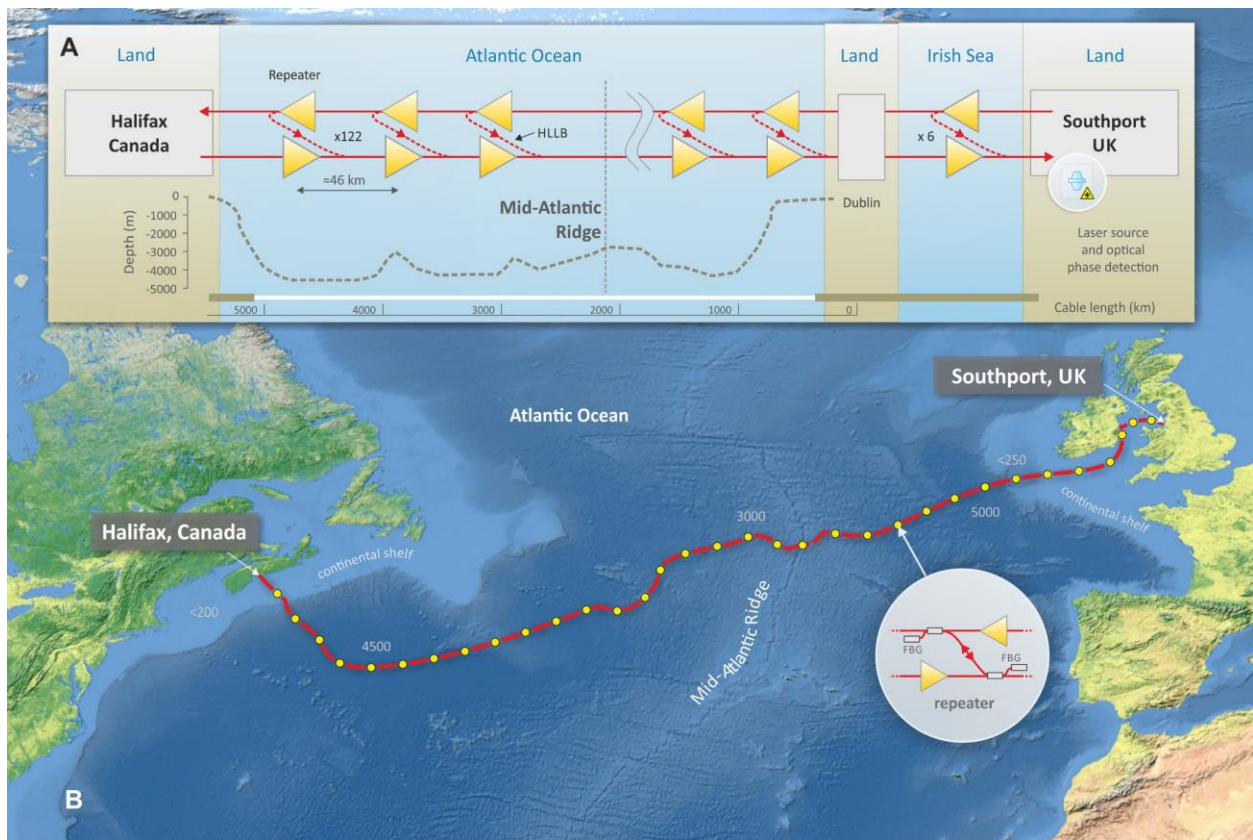 A
Land
Atlantic Ocean
Land
Irish Sea
Land
Repeater
Halifax
Canada
x122
HLLB
x 6
Southport
UK
≈46 km
Dublin
Mid-Atlantic
Ridge
Laser source
and optical
phase detection
Depth (m)
0
-1000
-2000
-3000
-4000
-5000
5000
4000
3000
2000
1000
0
Cable length (km)
Southport, UK
Atlantic Ocean
<250
continental shelf
5000
3000
Halifax, Canada
continental shelf
<200
4500
Mid-Atlantic Ridge
FBG
FBG
repeater
B